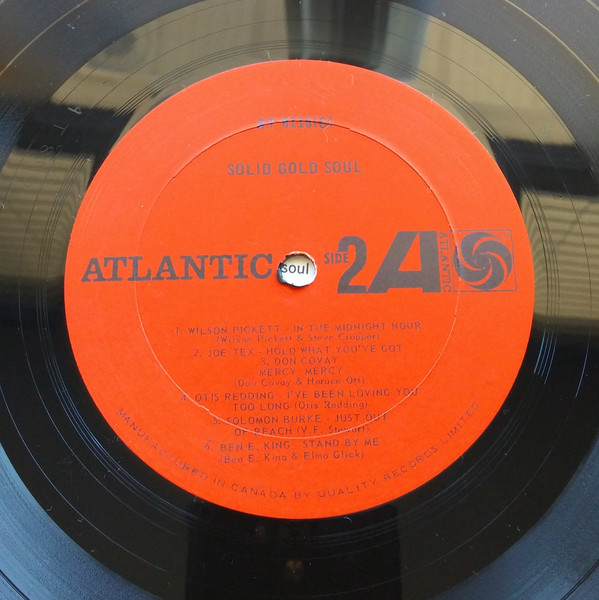 SOLID GOLD SOUL
ATLANTIC
soul
SIDE 2
A
ATLANTIC
1. WILSON PICKETT - IN THE MIDNIGHT HOUR
(Wilson Pickett & Steve Cropper)
2. JOE TEX - HOLD WHAT YOU'VE GOT
3. DON COVAY
MERCY, MERCY
(Don Covay & Horace Ott)
4. OTIS REDDING - I'VE BEEN LOVING YOU
TOO LONG (Otis Redding)
5. SOLOMON BURKE - JUST OUT
OF REACH (V.F. Stewart)
6. BEN E. KING - STAND BY ME
(Ben E. King & Elmo Glick)
MANUFACTURED IN CANADA BY QUALITY RECORDS LIMITED